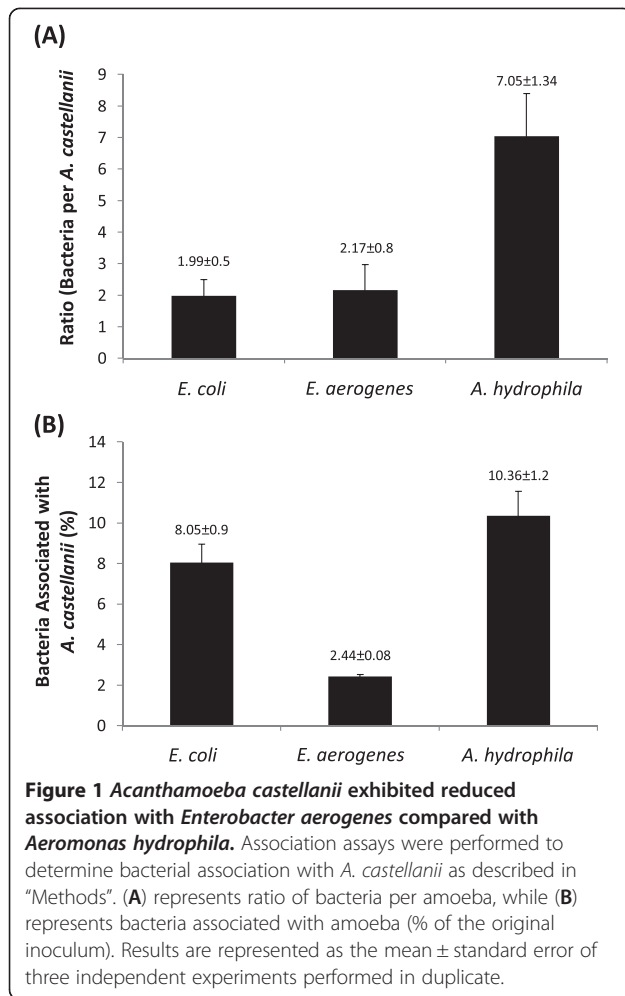 (A)
Ratio (Bacteria per A. castellanii
9
8
7
6
5
4
3
2
1
0
1.99±0.5
2.17±0.8
7.05±1.34
E. coli
E. aerogenes
A. hydrophila
(B)
Bacteria Associated with
A. castellanii (%)
14
12
10
8
6
4
2
0
8.05±0.9
2.44±0.08
10.36±1.2
E. coli
E. aerogenes
A. hydrophila
Figure 1 Acanthamoeba castellanii exhibited reduced
association with Enterobacter aerogenes compared with
Aeromonas hydrophila. Association assays were performed to
determine bacterial association with A. castellanii as described in
“Methods”. (A) represents ratio of bacteria per amoeba, while (B)
represents bacteria associated with amoeba (% of the original
inoculum). Results are represented as the mean ± standard error of
three independent experiments performed in duplicate.